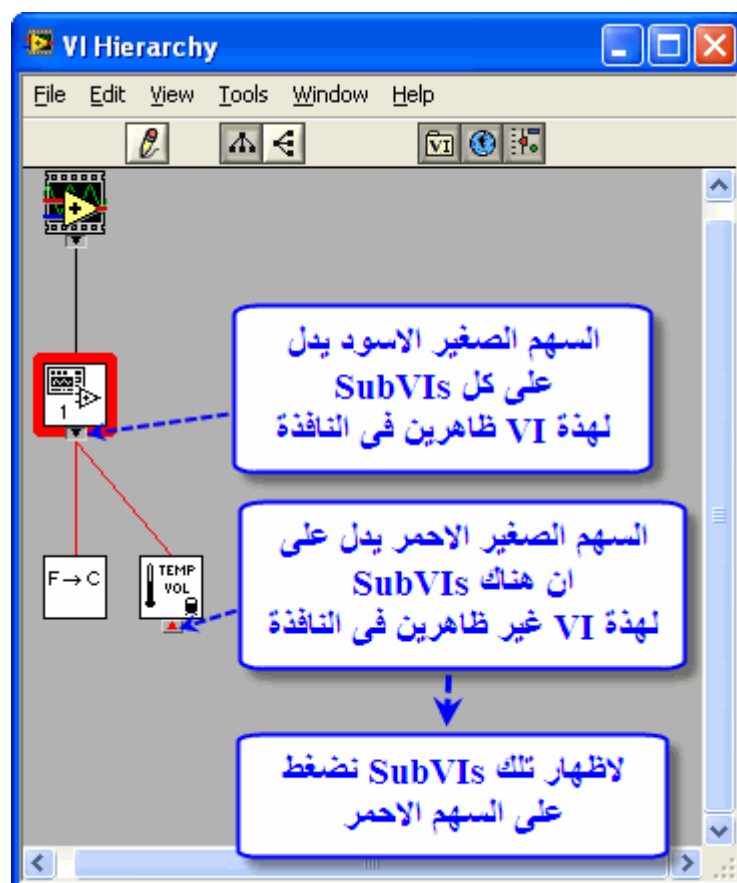 VI Hierarchy
File Edit View Tools Window Help
VI
السهم الصغير الاسود يدل
على كل SubVIs
لهذة VI ظاهرين فى النافذة
1
السهم الصغير الاحمر يدل على
ان هناك SubVIs
لهذة VI غير ظاهرين فى النافذة
F→C
TEMP
VOL
لاظهار تلك SubVIs نضغط
على السهم الاحمر